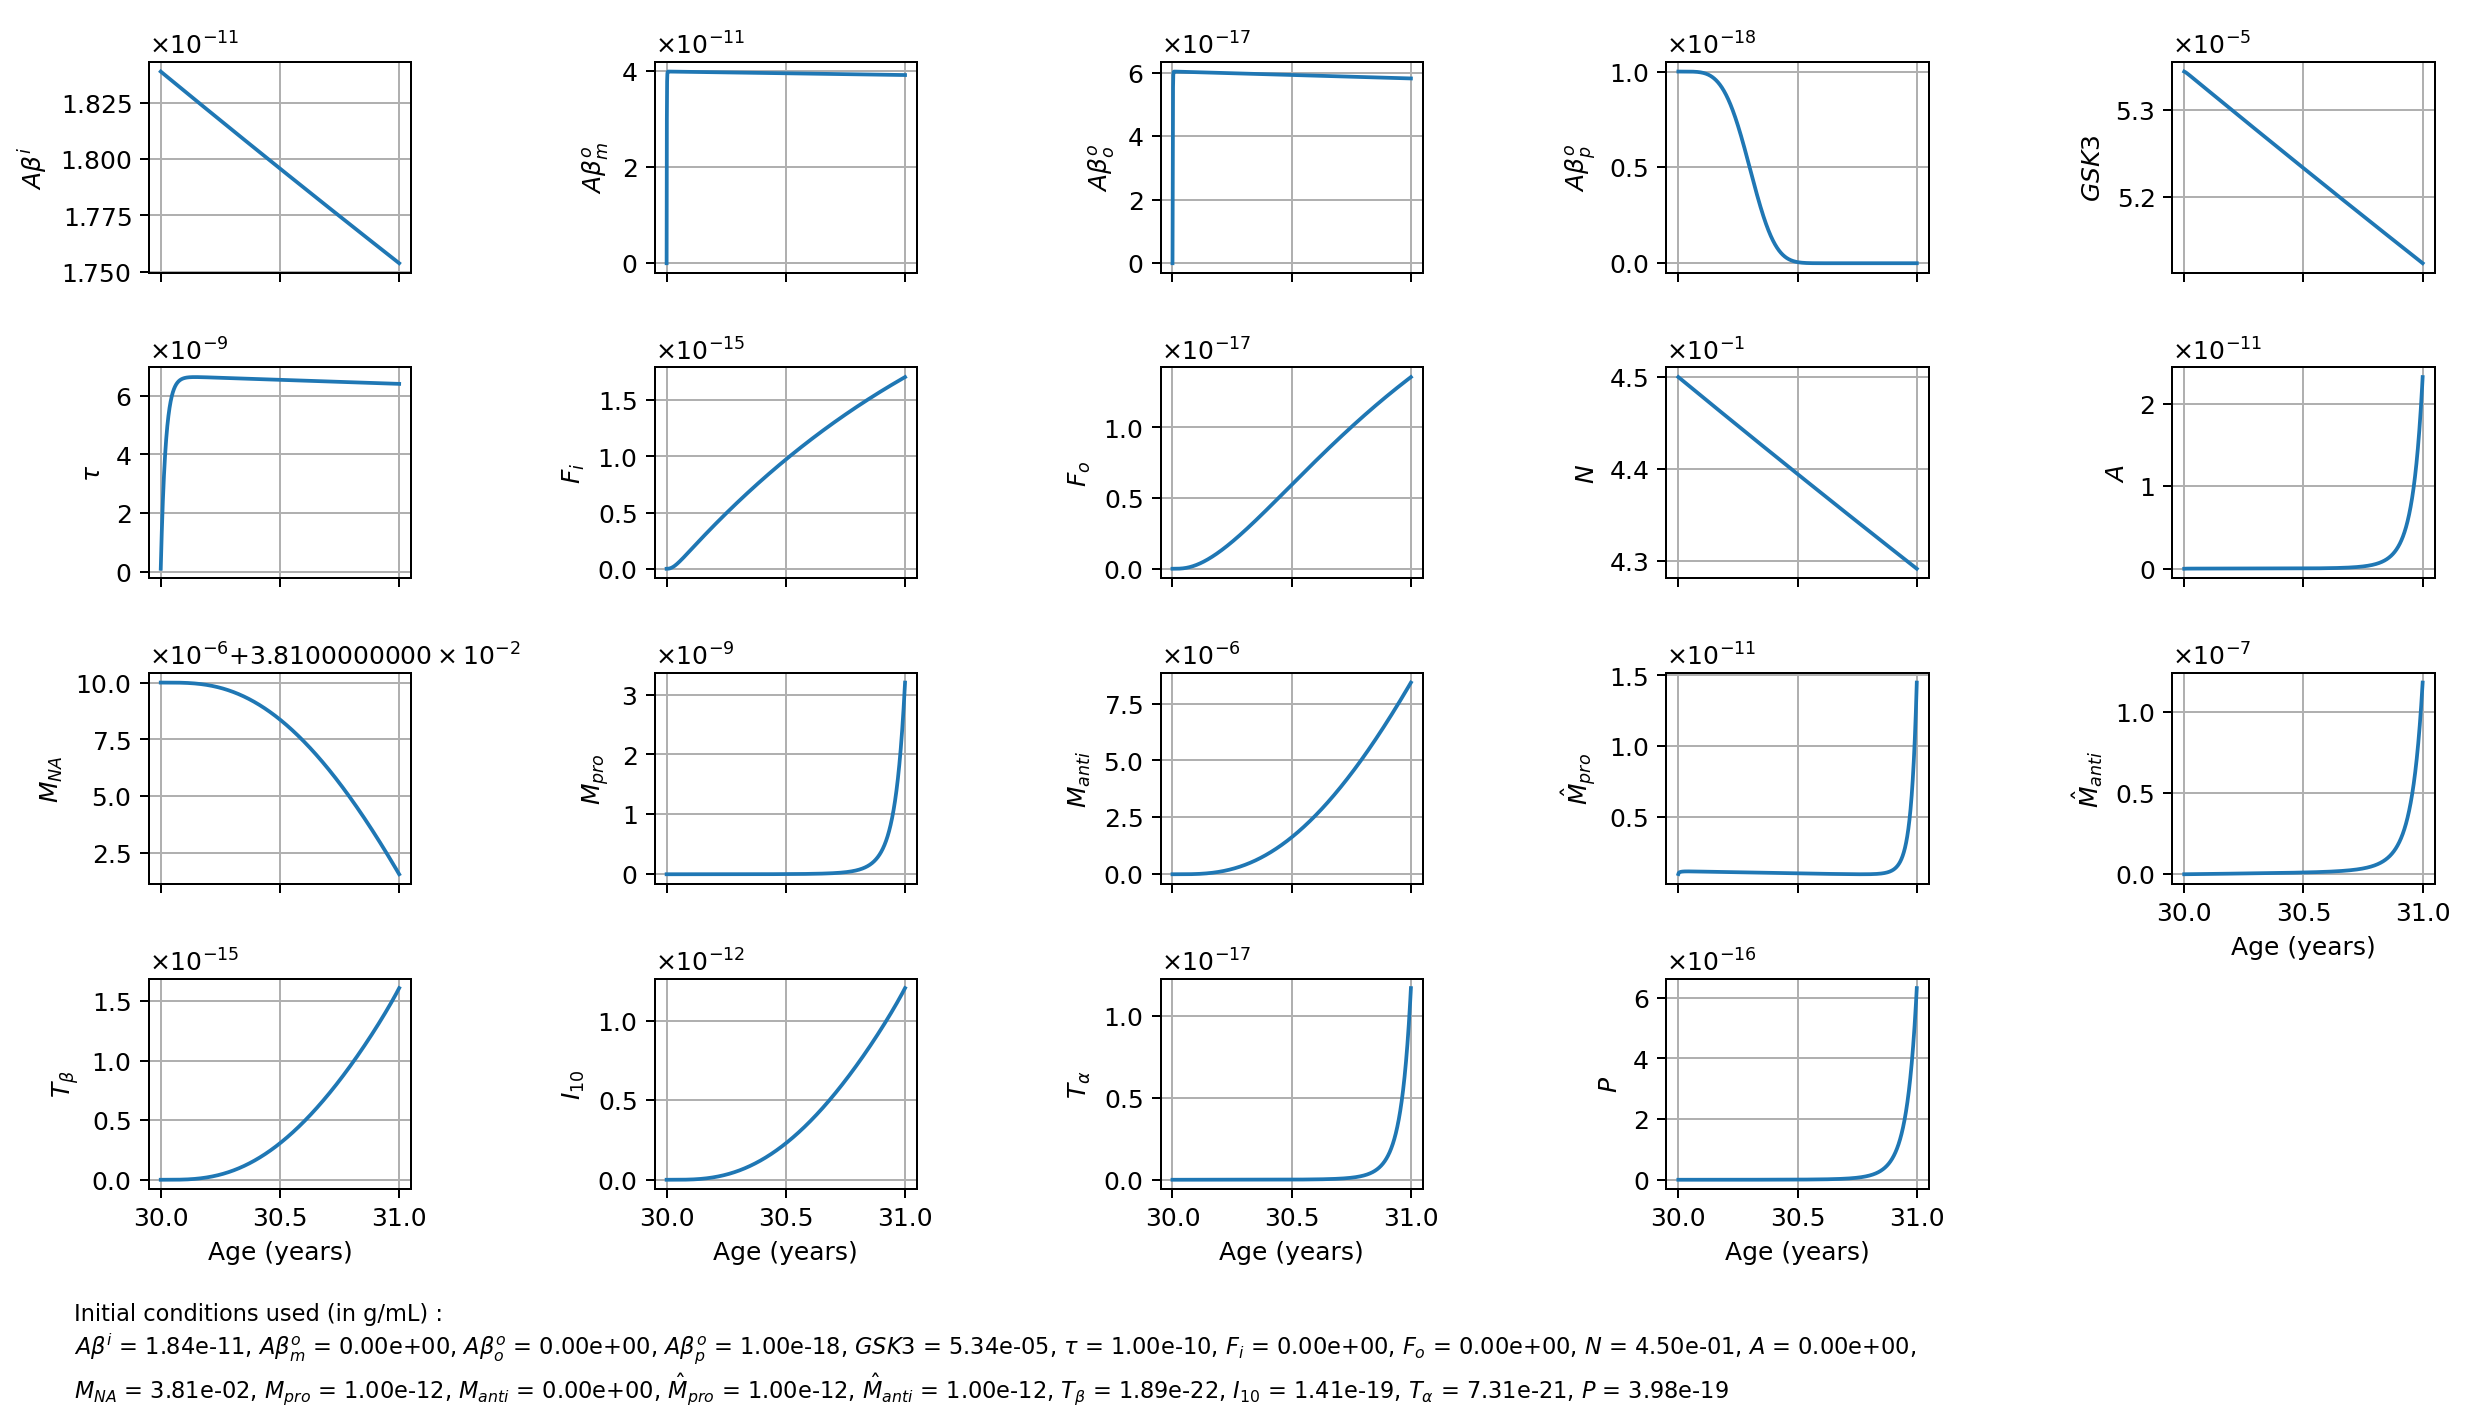 ×10⁻¹¹ ×10⁻¹¹ ×10⁻¹⁷ ×10⁻¹⁸ ×10⁻⁵
Aβⁱ 1.825 1.800 1.775 1.750
Aβₘᵒ 4 2 0
Aβₒᵒ 6 4 2 0
Aβₚᵒ 1.0 0.5 0.0
GSK3 5.3 5.2
×10⁻⁹ ×10⁻¹⁵ ×10⁻¹⁷ ×10⁻¹ ×10⁻¹¹
τ 6 4 2 0
Fᵢ 1.5 1.0 0.5 0.0
Fₒ 1.0 0.5 0.0
N 4.5 4.4 4.3
A 2 1 0
×10⁻⁶+3.8100000000 × 10⁻² ×10⁻⁹ ×10⁻⁶ ×10⁻¹¹ ×10⁻⁷
M_NA 10.0 7.5 5.0 2.5
M_pro 3 2 1 0
M_anti 7.5 5.0 2.5 0.0
M̂_pro 1.5 1.0 0.5
M̂_anti 1.0 0.5 0.0
30.0 30.5 31.0
Age (years)
×10⁻¹⁵ ×10⁻¹² ×10⁻¹⁷ ×10⁻¹⁶
T_β 1.5 1.0 0.5 0.0
I₁₀ 1.0 0.5 0.0
T_α 1.0 0.5 0.0
P 6 4 2 0
30.0 30.5 31.0 30.0 30.5 31.0 30.0 30.5 31.0 30.0 30.5 31.0
Age (years) Age (years) Age (years) Age (years)
Initial conditions used (in g/mL) :
Aβⁱ = 1.84e-11, Aβₘᵒ = 0.00e+00, Aβₒᵒ = 0.00e+00, Aβₚᵒ = 1.00e-18, GSK3 = 5.34e-05, τ = 1.00e-10, Fᵢ = 0.00e+00, Fₒ = 0.00e+00, N = 4.50e-01, A = 0.00e+00,
M_NA = 3.81e-02, M_pro = 1.00e-12, M_anti = 0.00e+00, M̂_pro = 1.00e-12, M̂_anti = 1.00e-12, T_β = 1.89e-22, I₁₀ = 1.41e-19, T_α = 7.31e-21, P = 3.98e-19